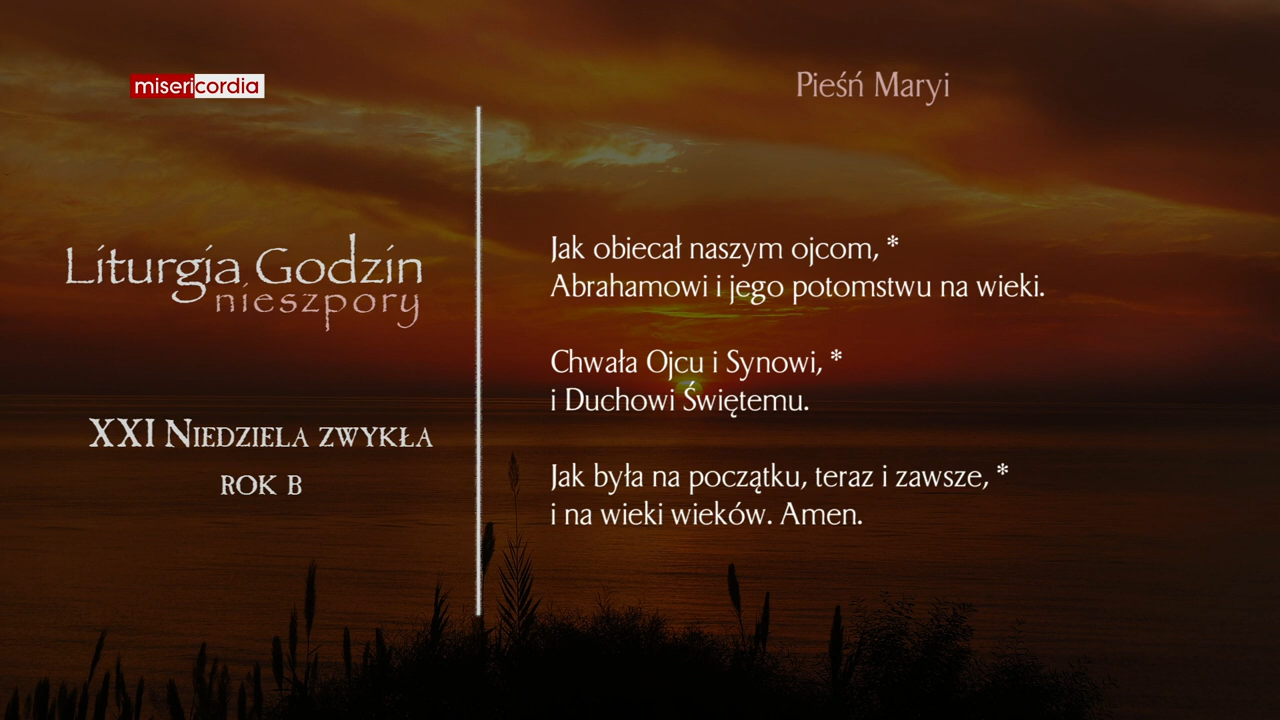 misericordia
Liturgia Godzin
nieszpory
XXI Niedziela zwykła
rok B
Pieśń Maryi
Jak obiecał naszym ojcom, *
Abrahamowi i jego potomstwu na wieki.
Chwała Ojcu i Synowi, *
i Duchowi Świętemu.
Jak była na początku, teraz i zawsze, *
i na wieki wieków. Amen.